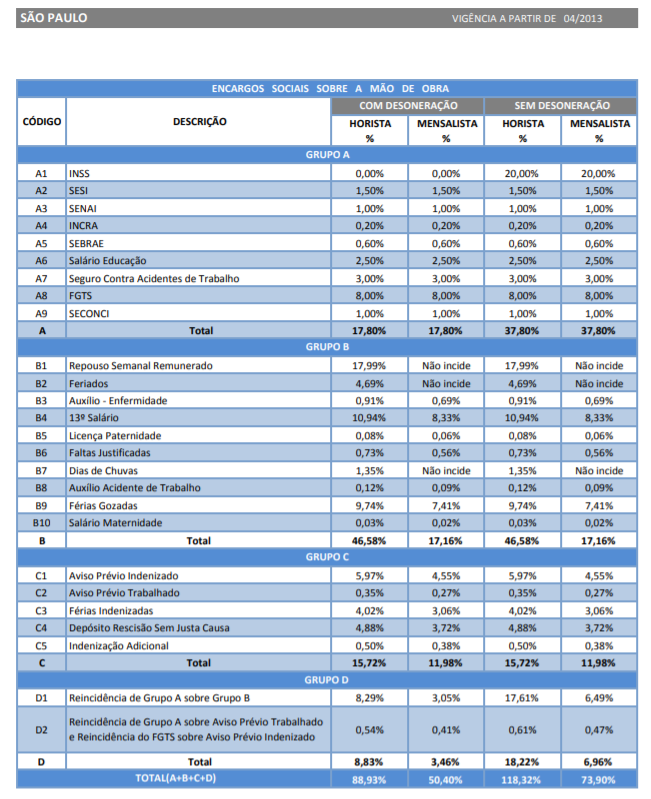 SÃO PAULO VIGÊNCIA A PARTIR DE 04/2013
ENCARGOS SOCIAIS SOBRE A MÃO DE OBRA
CÓDIGO DESCRIÇÃO COM DESONERAÇÃO SEM DESONERAÇÃO
HORISTA % MENSALISTA % HORISTA % MENSALISTA %
GRUPO A
A1 INSS 0,00% 0,00% 20,00% 20,00%
A2 SESI 1,50% 1,50% 1,50% 1,50%
A3 SENAI 1,00% 1,00% 1,00% 1,00%
A4 INCRA 0,20% 0,20% 0,20% 0,20%
A5 SEBRAE 0,60% 0,60% 0,60% 0,60%
A6 Salário Educação 2,50% 2,50% 2,50% 2,50%
A7 Seguro Contra Acidentes de Trabalho 3,00% 3,00% 3,00% 3,00%
A8 FGTS 8,00% 8,00% 8,00% 8,00%
A9 SECONCI 1,00% 1,00% 1,00% 1,00%
A Total 17,80% 17,80% 37,80% 37,80%
GRUPO B
B1 Repouso Semanal Remunerado 17,99% Não incide 17,99% Não incide
B2 Feriados 4,69% Não incide 4,69% Não incide
B3 Auxílio - Enfermidade 0,91% 0,69% 0,91% 0,69%
B4 13º Salário 10,94% 8,33% 10,94% 8,33%
B5 Licença Paternidade 0,08% 0,06% 0,08% 0,06%
B6 Faltas Justificadas 0,73% 0,56% 0,73% 0,56%
B7 Dias de Chuvas 1,35% Não incide 1,35% Não incide
B8 Auxílio Acidente de Trabalho 0,12% 0,09% 0,12% 0,09%
B9 Férias Gozadas 9,74% 7,41% 9,74% 7,41%
B10 Salário Maternidade 0,03% 0,02% 0,03% 0,02%
B Total 46,58% 17,16% 46,58% 17,16%
GRUPO C
C1 Aviso Prévio Indenizado 5,97% 4,55% 5,97% 4,55%
C2 Aviso Prévio Trabalhado 0,35% 0,27% 0,35% 0,27%
C3 Férias Indenizadas 4,02% 3,06% 4,02% 3,06%
C4 Depósito Rescisão Sem Justa Causa 4,88% 3,72% 4,88% 3,72%
C5 Indenização Adicional 0,50% 0,38% 0,50% 0,38%
C Total 15,72% 11,98% 15,72% 11,98%
GRUPO D
D1 Reincidência de Grupo A sobre Grupo B 8,29% 3,05% 17,61% 6,49%
D2 Reincidência de Grupo A sobre Aviso Prévio Trabalhado
e Reincidência do FGTS sobre Aviso Prévio Indenizado 0,54% 0,41% 0,61% 0,47%
D Total 8,83% 3,46% 18,22% 6,96%
TOTAL(A+B+C+D) 88,93% 50,40% 118,32% 73,90%